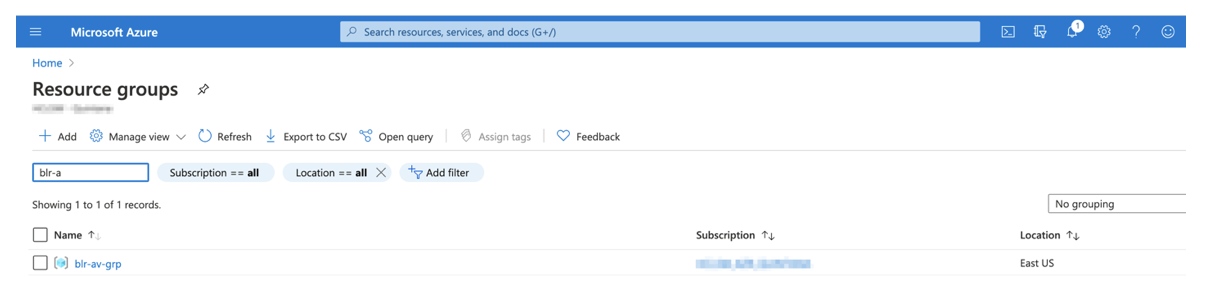 Microsoft Azure Search resources, services, and docs (G+/) 1
Home >
Resource groups
Add Manage view Refresh Export to CSV Open query Assign tags Feedback
blr-a Subscription == all Location == all Add filter
Showing 1 to 1 of 1 records. No grouping
Name Subscription Location
blr-av-grp East US